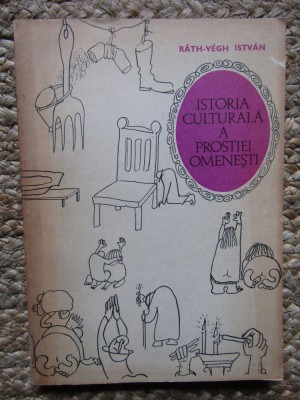 RÁTH-VÉGH ISTVÁN
ISTORIA
CULTURALĂ
A
PROSTIEI
OMENEȘTI